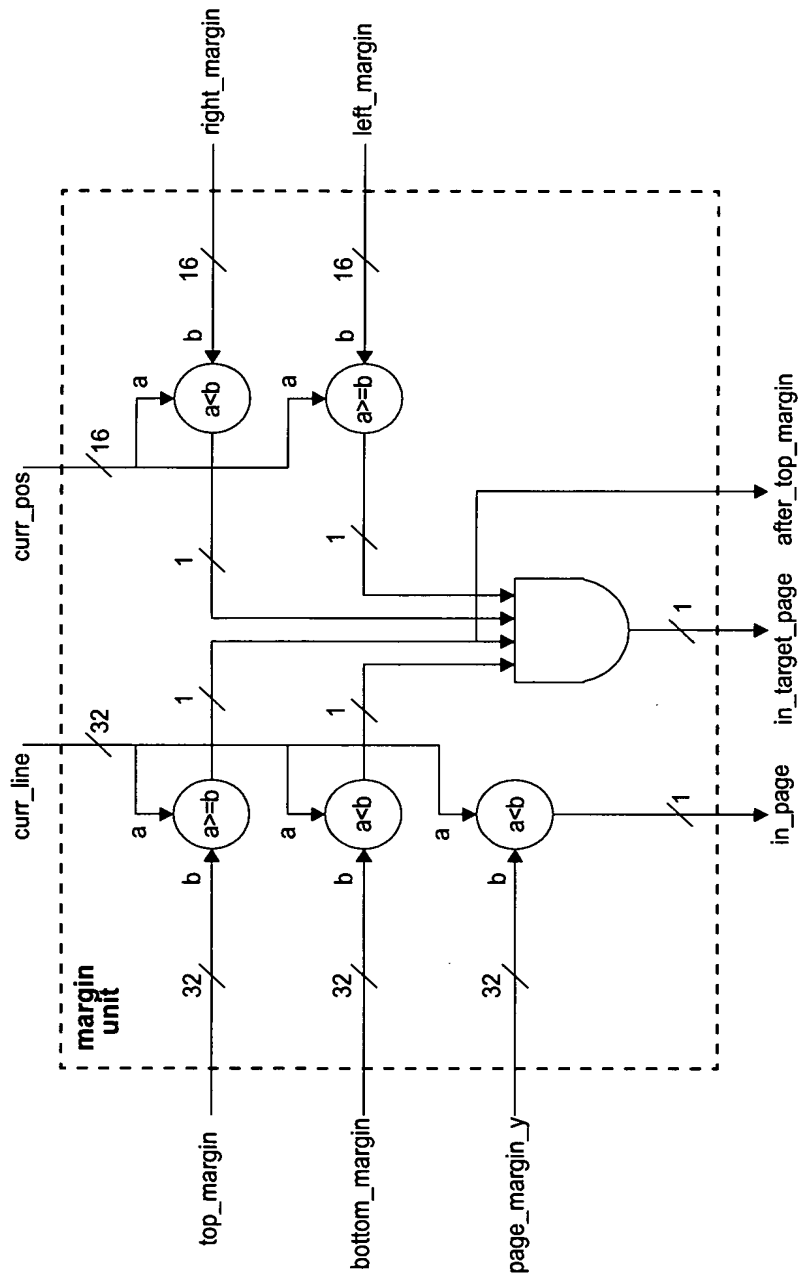 curr_line
curr_pos
margin
unit
32
16
a
a
top_margin
32
b
a>=b
1
1
a<b
b
16
right_margin
a
a
bottom_margin
32
b
a<b
1
1
a>=b
b
16
left_margin
a
page_margin_y
32
b
a<b
1
1
in_page
in_target_page
after_top_margin